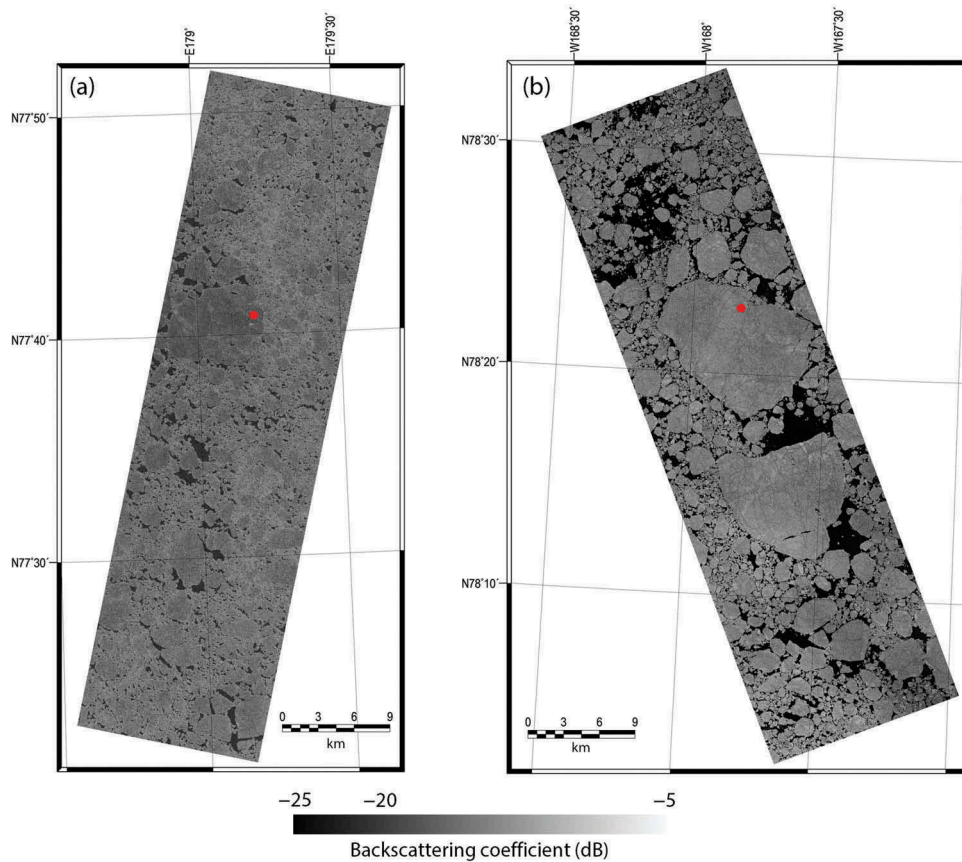 E179°
E179°30´
W168°30´
W168°
W167°30´
(a)
(b)
N77°50´
N77°40´
N77°30´
N78°30´
N78°20´
N78°10´
0 3 6 9
km
0 3 6 9
km
−25 −20 −5
Backscattering coefficient (dB)